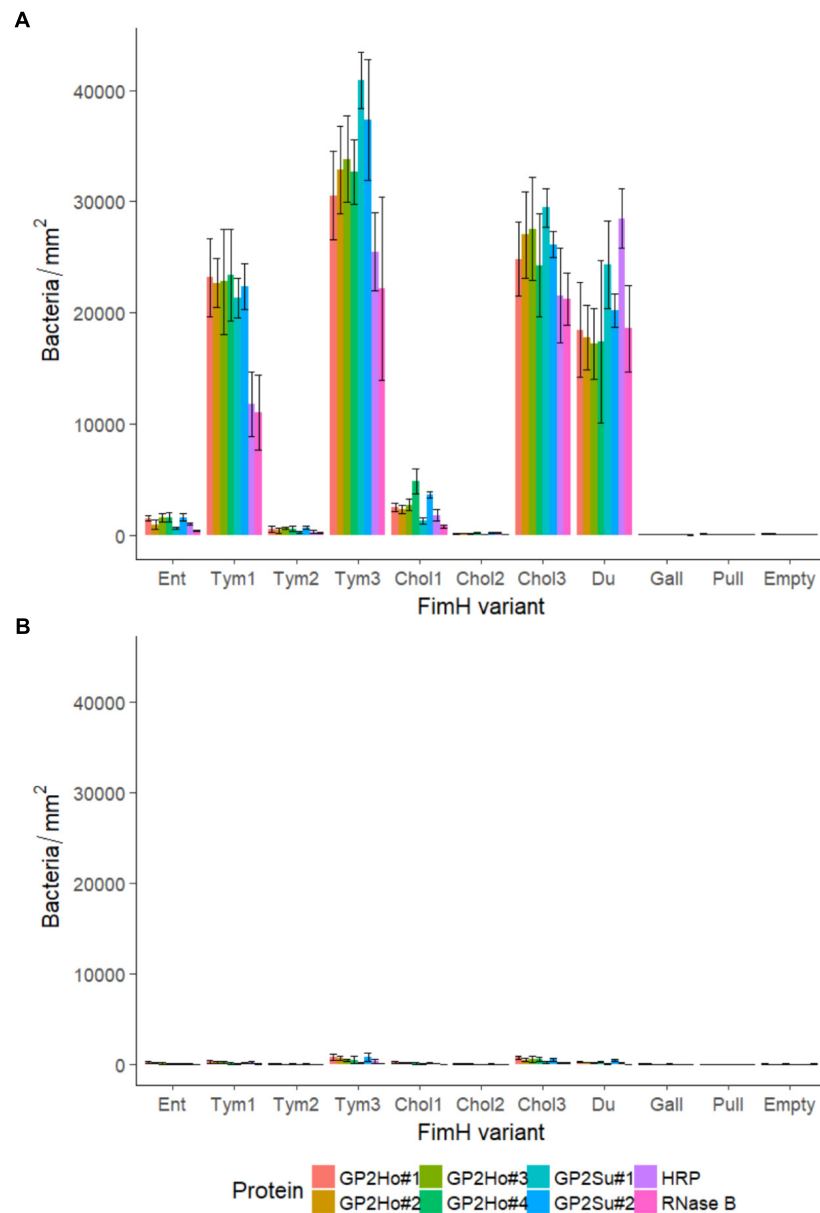 A
Bacteria/mm²
40000
30000
20000
10000
0
Ent Tym1 Tym2 Tym3 Chol1 Chol2 Chol3 Du Gall Pull Empty
FimH variant
B
Bacteria/mm²
40000
30000
20000
10000
0
Ent Tym1 Tym2 Tym3 Chol1 Chol2 Chol3 Du Gall Pull Empty
FimH variant
Protein
GP2Ho#1 GP2Ho#3 GP2Su#1 HRP
GP2Ho#2 GP2Ho#4 GP2Su#2 RNase B